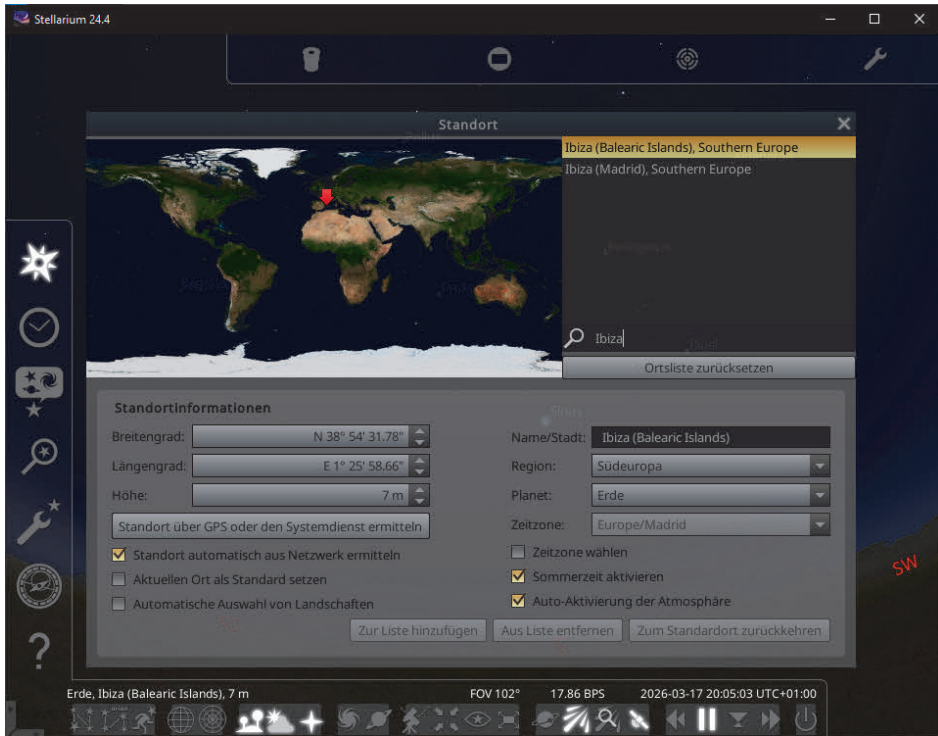 Stellarium 24.4
Standort
Ibiza (Balearic Islands), Southern Europe
Ibiza (Madrid), Southern Europe
Ibiza
Ortsliste zurücksetzen
Standortinformationen
Breitengrad: N 38° 54' 31.78"
Längengrad: E 1° 25' 58.66"
Höhe: 7 m
Standort über GPS oder den Systemdienst ermitteln
Standort automatisch aus Netzwerk ermitteln
Aktuellen Ort als Standard setzen
Automatische Auswahl von Landschaften
Name/Stadt: Ibiza (Balearic Islands)
Region: Südeuropa
Planet: Erde
Zeitzone: Europe/Madrid
Zeitzone wählen
Sommerzeit aktivieren
Auto-Aktivierung der Atmosphäre
Zur Liste hinzufügen Aus Liste entfernen Zum Standardort zurückkehren
SW
Erde, Ibiza (Balearic Islands), 7 m FOV 102° 17.86 BPS 2026-03-17 20:05:03 UTC+01:00